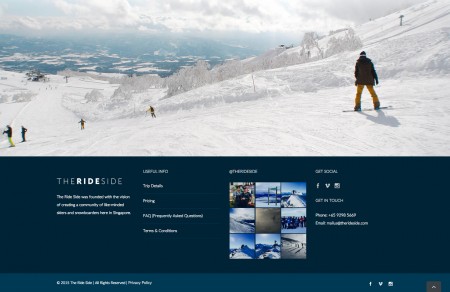 THERIDESIDE
The Ride Side was founded with the vision
of creating a community of like-minded
skiers and snowboarders here in Singapore.
USEFUL INFO
Trip Details
Pricing
FAQ (Frequently Asked Questions)
Terms & Conditions
@THERIDESIDE
GET SOCIAL
GET IN TOUCH
Phone: +65 9098 5669
Email: mailus@therideside.com
© 2015 The Ride Side | All Rights Reserved | Privacy Policy